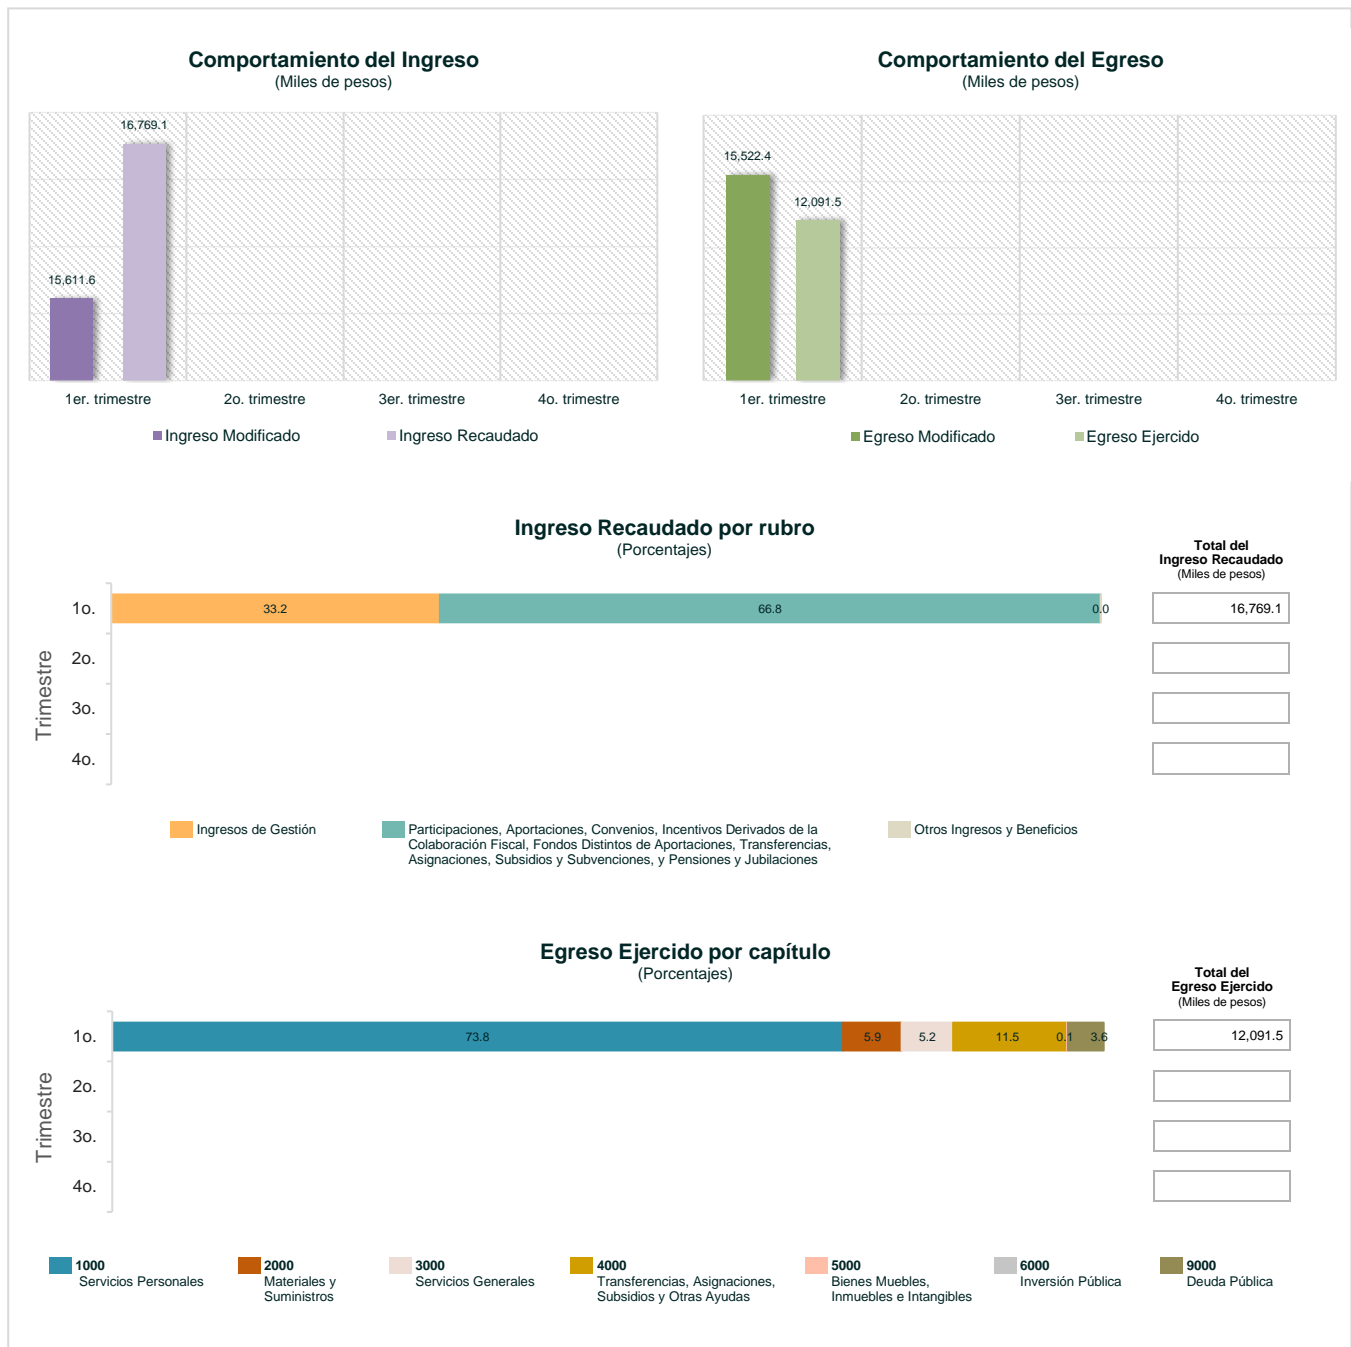 Comportamiento del Ingreso
(Miles de pesos)
16,769.1
15,611.6
1er. trimestre
2o. trimestre
3er. trimestre
4o. trimestre
Ingreso Modificado
Ingreso Recaudado
Comportamiento del Egreso
(Miles de pesos)
15,522.4
12,091.5
1er. trimestre
2o. trimestre
3er. trimestre
4o. trimestre
Egreso Modificado
Egreso Ejercido
Ingreso Recaudado por rubro
(Porcentajes)
Total del
Ingreso Recaudado
(Miles de pesos)
Trimestre
1o.
33.2
66.8
0.0
16,769.1
2o.
3o.
4o.
Ingresos de Gestión
Participaciones, Aportaciones, Convenios, Incentivos Derivados de la
Colaboración Fiscal, Fondos Distintos de Aportaciones, Transferencias,
Asignaciones, Subsidios y Subvenciones, y Pensiones y Jubilaciones
Otros Ingresos y Beneficios
Egreso Ejercido por capítulo
(Porcentajes)
Total del
Egreso Ejercido
(Miles de pesos)
Trimestre
1o.
73.8
5.9
5.2
11.5
0.1
3.6
12,091.5
2o.
3o.
4o.
1000
Servicios Personales
2000
Materiales y
Suministros
3000
Servicios Generales
4000
Transferencias, Asignaciones,
Subsidios y Otras Ayudas
5000
Bienes Muebles,
Inmuebles e Intangibles
6000
Inversión Pública
9000
Deuda Pública